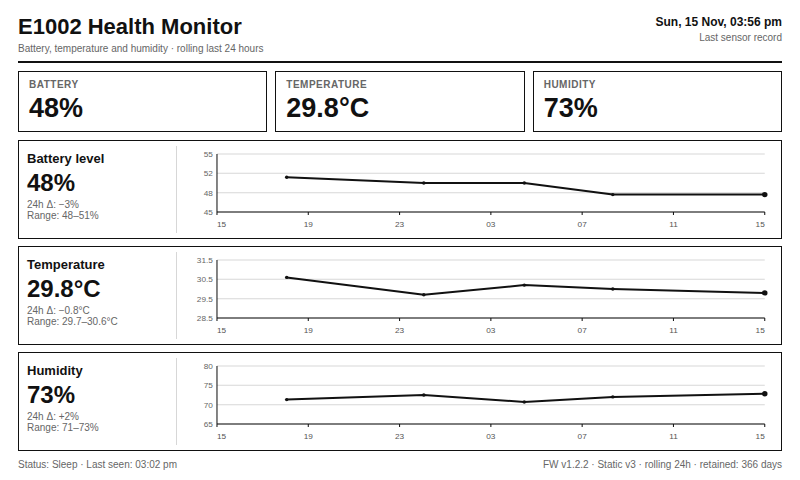 E1002 Health Monitor
Sun, 15 Nov, 03:56 pm
Battery, temperature and humidity · rolling last 24 hours
Last sensor record
BATTERY
48%
TEMPERATURE
29.8°C
HUMIDITY
73%
Battery level
48%
24h Δ: −3%
Range: 48–51%
55
52
48
45
15 19 23 03 07 11 15
Temperature
29.8°C
24h Δ: −0.8°C
Range: 29.7–30.6°C
31.5
30.5
29.5
28.5
15 19 23 03 07 11 15
Humidity
73%
24h Δ: +2%
Range: 71–73%
80
75
70
65
15 19 23 03 07 11 15
Status: Sleep · Last seen: 03:02 pm
FW v1.2.2 · Static v3 · rolling 24h · retained: 366 days